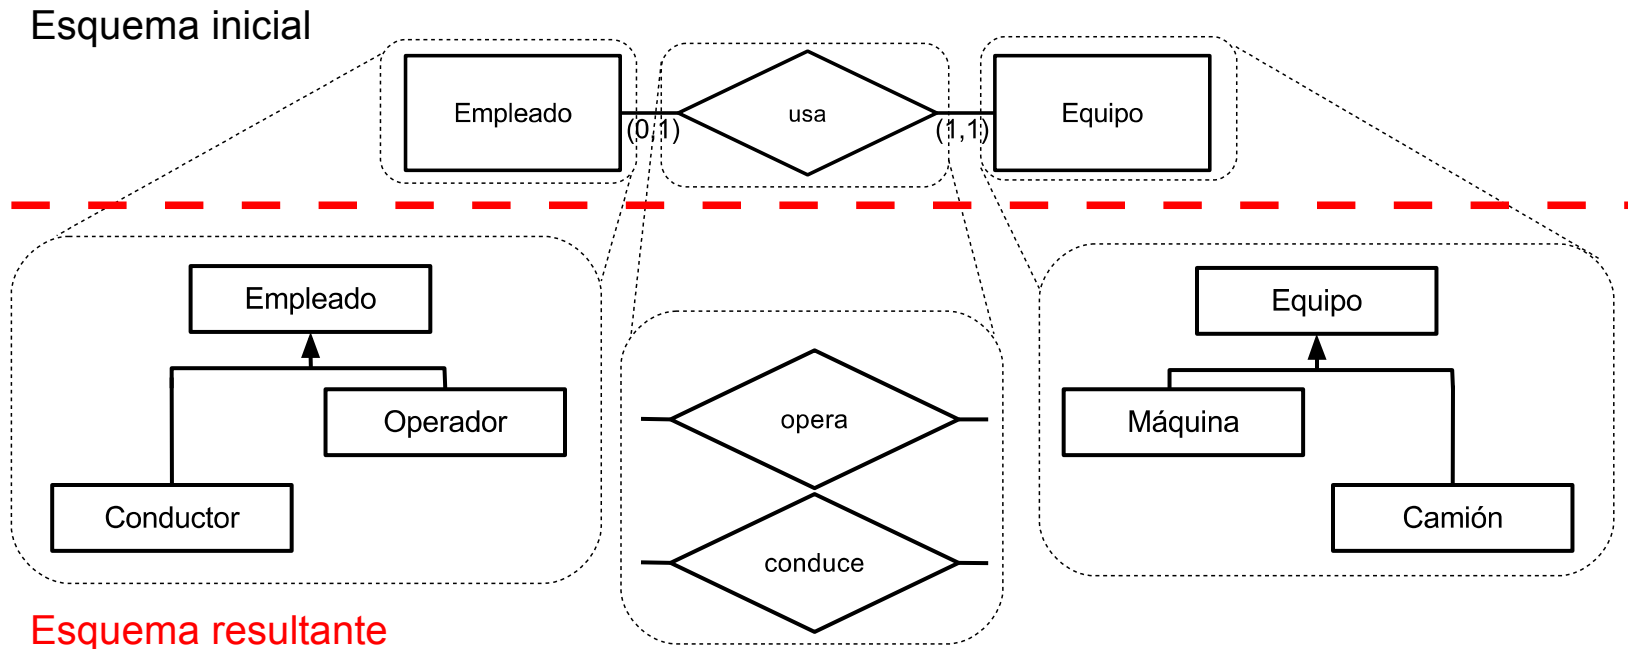 Esquema inicial
Empleado
(0,1)
usa
(1,1)
Equipo
Empleado
Operador
Conductor
opera
conduce
Equipo
Máquina
Camión
Esquema resultante